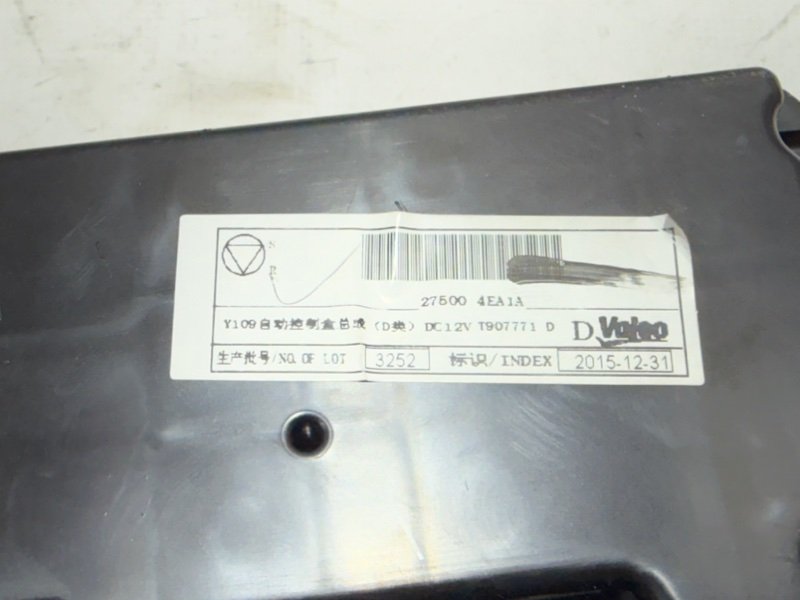 S
R
27500 4EA1A
Y109自动控制盒总成 (D类) DC12V T907771 D D Valeo
生产批号/NO. OF LOT 3252 标识/INDEX 2015-12-31